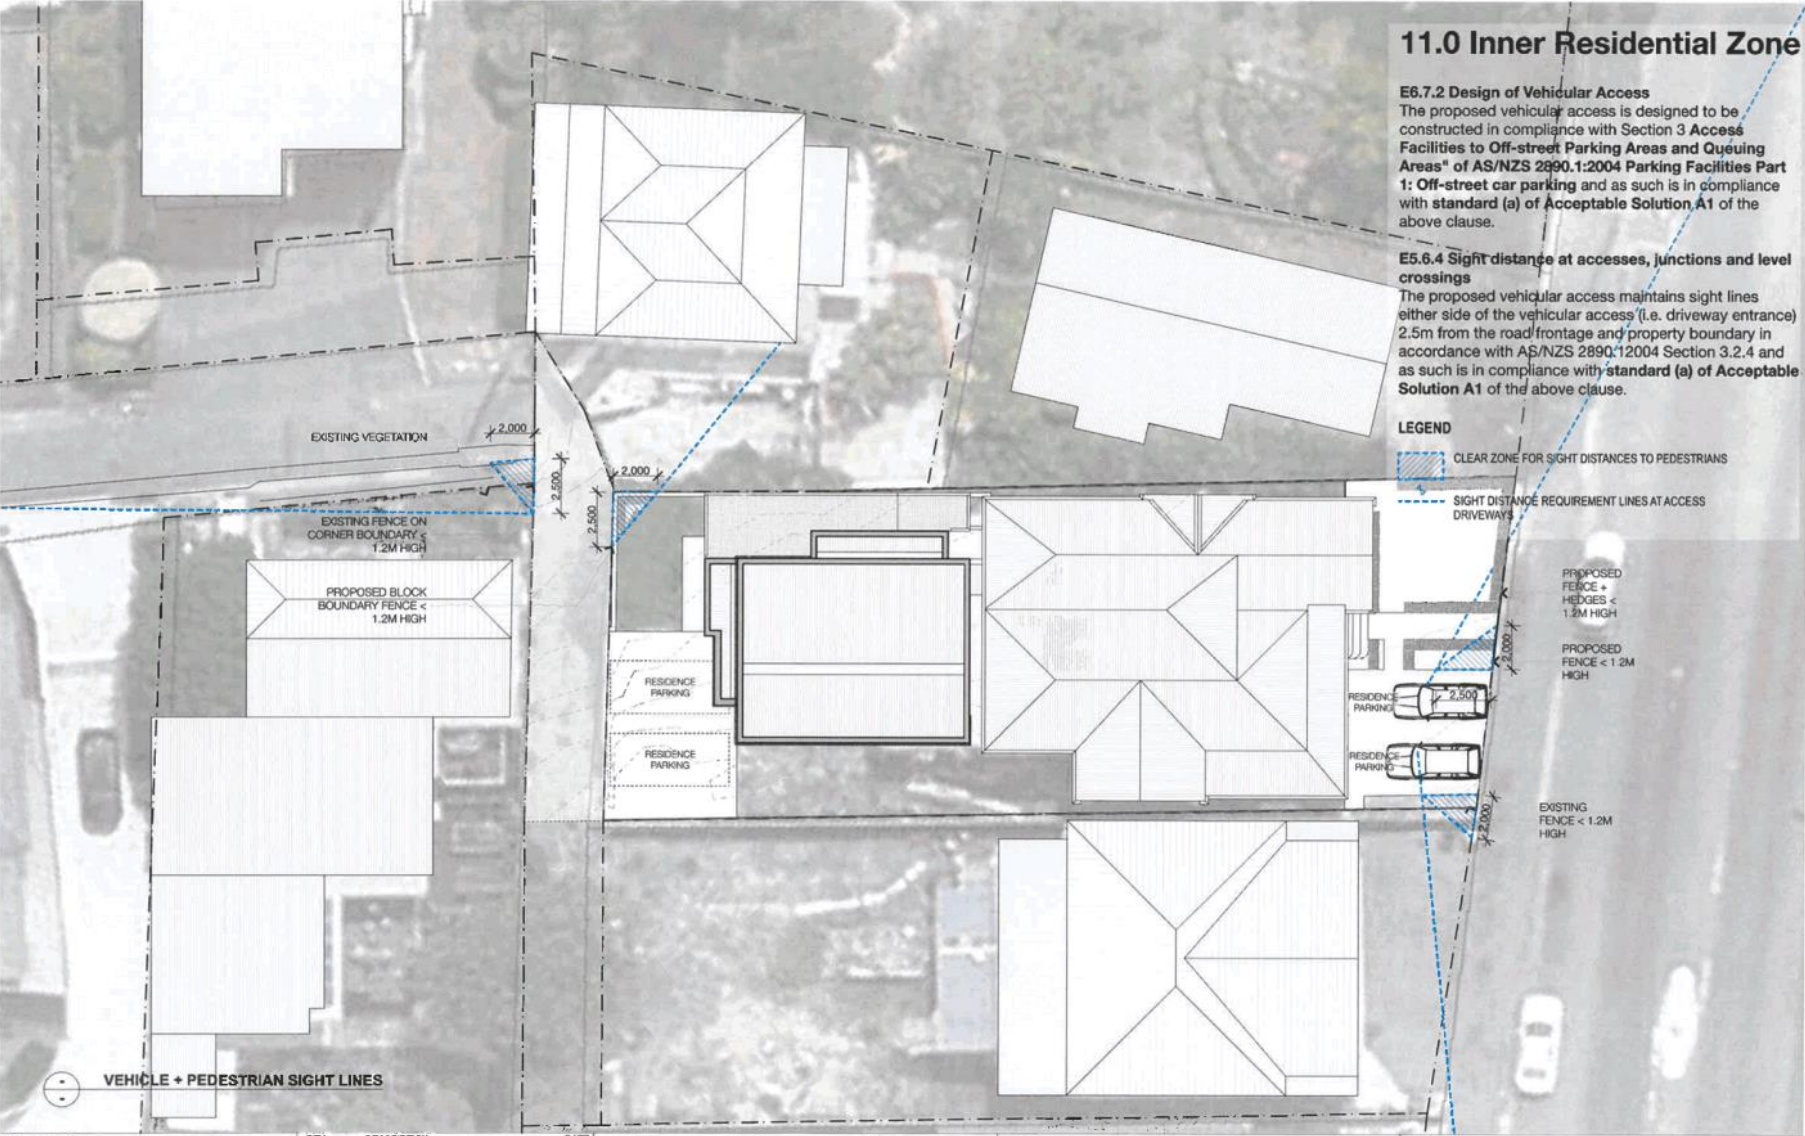 11.0 Inner Residential Zone
E6.7.2 Design of Vehicular Access
The proposed vehicular access is designed to be
constructed in compliance with Section 3 Access
Facilities to Off-street Parking Areas and Queuing
Areas" of AS/NZS 2890.1:2004 Parking Facilities Part
1: Off-street car parking and as such is in compliance
with standard (a) of Acceptable Solution A1 of the
above clause.
E5.6.4 Sight distance at accesses, junctions and level
crossings
The proposed vehicular access maintains sight lines
either side of the vehicular access (i.e. driveway entrance)
2.5m from the road frontage and property boundary in
accordance with AS/NZS 2890.12004 Section 3.2.4 and
as such is in compliance with standard (a) of Acceptable
Solution A1 of the above clause.
LEGEND
CLEAR ZONE FOR SIGHT DISTANCES TO PEDESTRIANS
SIGHT DISTANCE REQUIREMENT LINES AT ACCESS
DRIVEWAYS
EXISTING VEGETATION
2,000
2,500
2,000
2,500
EXISTING FENCE ON
CORNER BOUNDARY <
1.2M HIGH
PROPOSED BLOCK
BOUNDARY FENCE <
1.2M HIGH
RESIDENCE
PARKING
RESIDENCE
PARKING
PROPOSED
FENCE +
HEDGES <
1.2M HIGH
2,000
PROPOSED
FENCE < 1 2M
HIGH
RESIDENCE
PARKING
2,500
RESIDENCE
PARKING
2,000
EXISTING
FENCE < 1.2M
HIGH
VEHICLE + PEDESTRIAN SIGHT LINES